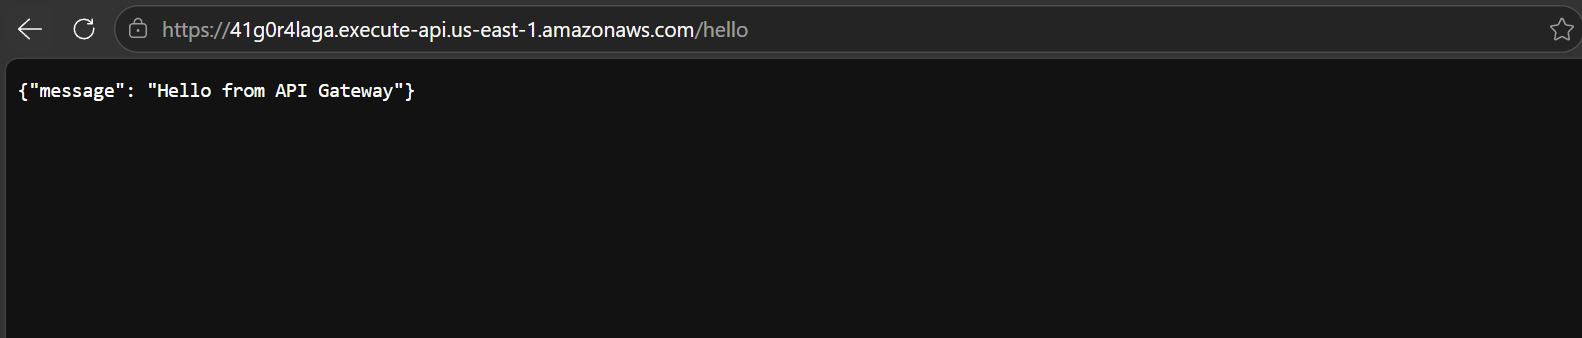 https://41g0r4laga.execute-api.us-east-1.amazonaws.com/hello
{"message": "Hello from API Gateway"}